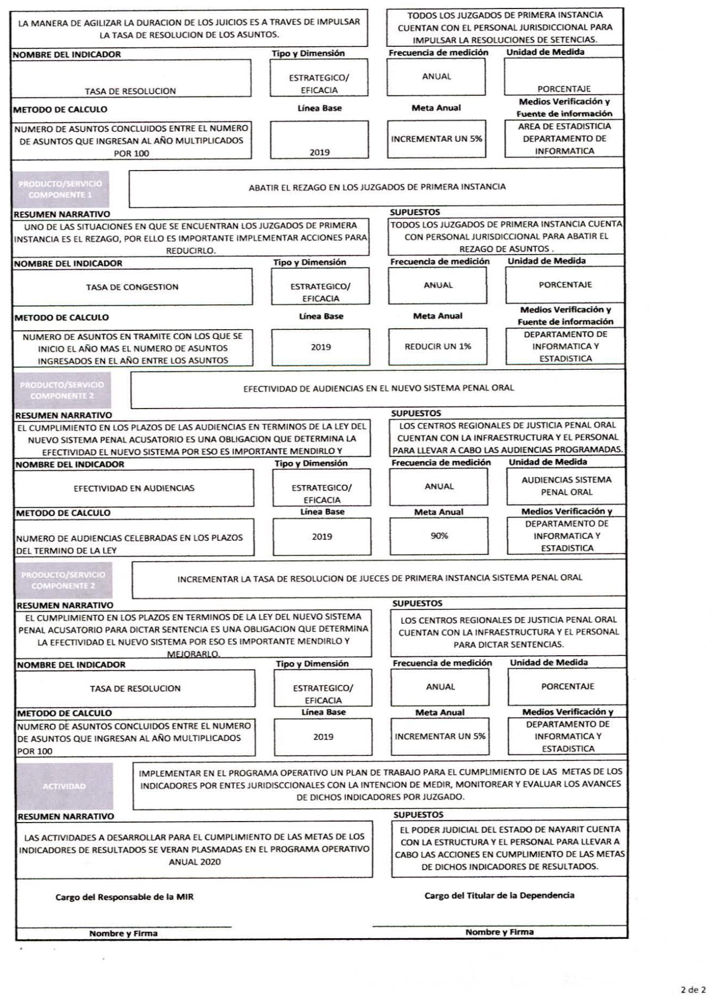 LA MANERA DE AGILIZAR LA DURACION DE LOS JUICIOS ES A TRAVES DE IMPULSAR
LA TASA DE RESOLUCION DE LOS ASUNTOS.
TODOS LOS JUZGADOS DE PRIMERA INSTANCIA
CUENTAN CON EL PERSONAL JURISDICCIONAL PARA
IMPULSAR LA RESOLUCIONES DE SETENCIAS.
NOMBRE DEL INDICADOR
Tipo y Dimensión
Frecuencia de medición
Unidad de Medida
TASA DE RESOLUCION
ESTRATEGICO/
EFICACIA
ANUAL
PORCENTAJE
METODO DE CALCULO
Línea Base
Meta Anual
Medios Verificación y
Fuente de información
NUMERO DE ASUNTOS CONCLUIDOS ENTRE EL NUMERO
DE ASUNTOS QUE INGRESAN AL AÑO MULTIPLICADOS
POR 100
2019
INCREMENTAR UN 5%
AREA DE ESTADISTICIA
DEPARTAMENTO DE
INFORMATICA
PRODUCTO/SERVICIO
COMPONENTE 1
ABATIR EL REZAGO EN LOS JUZGADOS DE PRIMERA INSTANCIA
RESUMEN NARRATIVO
SUPUESTOS
UNO DE LAS SITUACIONES EN QUE SE ENCUENTRAN LOS JUZGADOS DE PRIMERA
INSTANCIA ES EL REZAGO, POR ELLO ES IMPORTANTE IMPLEMENTAR ACCIONES PARA
REDUCIRLO.
TODOS LOS JUZGADOS DE PRIMERA INSTANCIA CUENTA
CON PERSONAL JURISDICCIONAL PARA ABATIR EL
REZAGO DE ASUNTOS .
NOMBRE DEL INDICADOR
Tipo y Dimensión
Frecuencia de medición
Unidad de Medida
TASA DE CONGESTION
ESTRATEGICO/
EFICACIA
ANUAL
PORCENTAJE
METODO DE CALCULO
Línea Base
Meta Anual
Medios Verificación y
Fuente de información
NUMERO DE ASUNTOS EN TRAMITE CON LOS QUE SE
INICIO EL AÑO MAS EL NUMERO DE ASUNTOS
INGRESADOS EN EL AÑO ENTRE LOS ASUNTOS
2019
REDUCIR UN 1%
DEPARTAMENTO DE
INFORMATICA Y
ESTADISTICA
PRODUCTO/SERVICIO
COMPONENTE 2
EFECTIVIDAD DE AUDIENCIAS EN EL NUEVO SISTEMA PENAL ORAL
RESUMEN NARRATIVO
SUPUESTOS
EL CUMPLIMIENTO EN LOS PLAZOS DE LAS AUDIENCIAS EN TERMINOS DE LA LEY DEL
NUEVO SISTEMA PENAL ACUSATORIO ES UNA OBLIGACION QUE DETERMINA LA
EFECTIVIDAD EL NUEVO SISTEMA POR ESO ES IMPORTANTE MENDIRLO Y
LOS CENTROS REGIONALES DE JUSTICIA PENAL ORAL
CUENTAN CON LA INFRAESTRUCTURA Y EL PERSONAL
PARA LLEVAR A CABO LAS AUDIENCIAS PROGRAMADAS.
NOMBRE DEL INDICADOR
Tipo y Dimensión
Frecuencia de medición
Unidad de Medida
EFECTIVIDAD EN AUDIENCIAS
ESTRATEGICO/
EFICACIA
ANUAL
AUDIENCIAS SISTEMA
PENAL ORAL
METODO DE CALCULO
Línea Base
Meta Anual
Medios Verificación y
NUMERO DE AUDIENCIAS CELEBRADAS EN LOS PLAZOS
DEL TERMINO DE LA LEY
2019
90%
DEPARTAMENTO DE
INFORMATICA Y
ESTADISTICA
PRODUCTO/SERVICIO
COMPONENTE 2
INCREMENTAR LA TASA DE RESOLUCION DE JUECES DE PRIMERA INSTANCIA SISTEMA PENAL ORAL
RESUMEN NARRATIVO
SUPUESTOS
EL CUMPLIMIENTO EN LOS PLAZOS EN TERMINOS DE LA LEY DEL NUEVO SISTEMA
PENAL ACUSATORIO PARA DICTAR SENTENCIA ES UNA OBLIGACION QUE DETERMINA
LA EFECTIVIDAD EL NUEVO SISTEMA POR ESO ES IMPORTANTE MENDIRLO Y
MEJORARLO.
LOS CENTROS REGIONALES DE JUSTICIA PENAL ORAL
CUENTAN CON LA INFRAESTRUCTURA Y EL PERSONAL
PARA DICTAR SENTENCIAS.
NOMBRE DEL INDICADOR
Tipo y Dimensión
Frecuencia de medición
Unidad de Medida
TASA DE RESOLUCION
ESTRATEGICO/
EFICACIA
ANUAL
PORCENTAJE
METODO DE CALCULO
Línea Base
Meta Anual
Medios Verificación y
NUMERO DE ASUNTOS CONCLUIDOS ENTRE EL NUMERO
DE ASUNTOS QUE INGRESAN AL AÑO MULTIPLICADOS
POR 100
2019
INCREMENTAR UN 5%
DEPARTAMENTO DE
INFORMATICA Y
ESTADISTICA
ACTIVIDAD
IMPLEMENTAR EN EL PROGRAMA OPERATIVO UN PLAN DE TRABAJO PARA EL CUMPLIMIENTO DE LAS METAS DE LOS
INDICADORES POR ENTES JURIDISCCIONALES CON LA INTENCION DE MEDIR, MONITOREAR Y EVALUAR LOS AVANCES
DE DICHOS INDICADORES POR JUZGADO.
RESUMEN NARRATIVO
SUPUESTOS
LAS ACTIVIDADES A DESARROLLAR PARA EL CUMPLIMIENTO DE LAS METAS DE LOS
INDICADORES DE RESULTADOS SE VERAN PLASMADAS EN EL PROGRAMA OPERATIVO
ANUAL 2020
EL PODER JUDICIAL DEL ESTADO DE NAYARIT CUENTA
CON LA ESTRUCTURA Y EL PERSONAL PARA LLEVAR A
CABO LAS ACCIONES EN CUMPLIMIENTO DE LAS METAS
DE DICHOS INDICADORES DE RESULTADOS.
Cargo del Responsable de la MIR
Cargo del Titular de la Dependencia
Nombre y Firma
Nombre y Firma
2 de 2